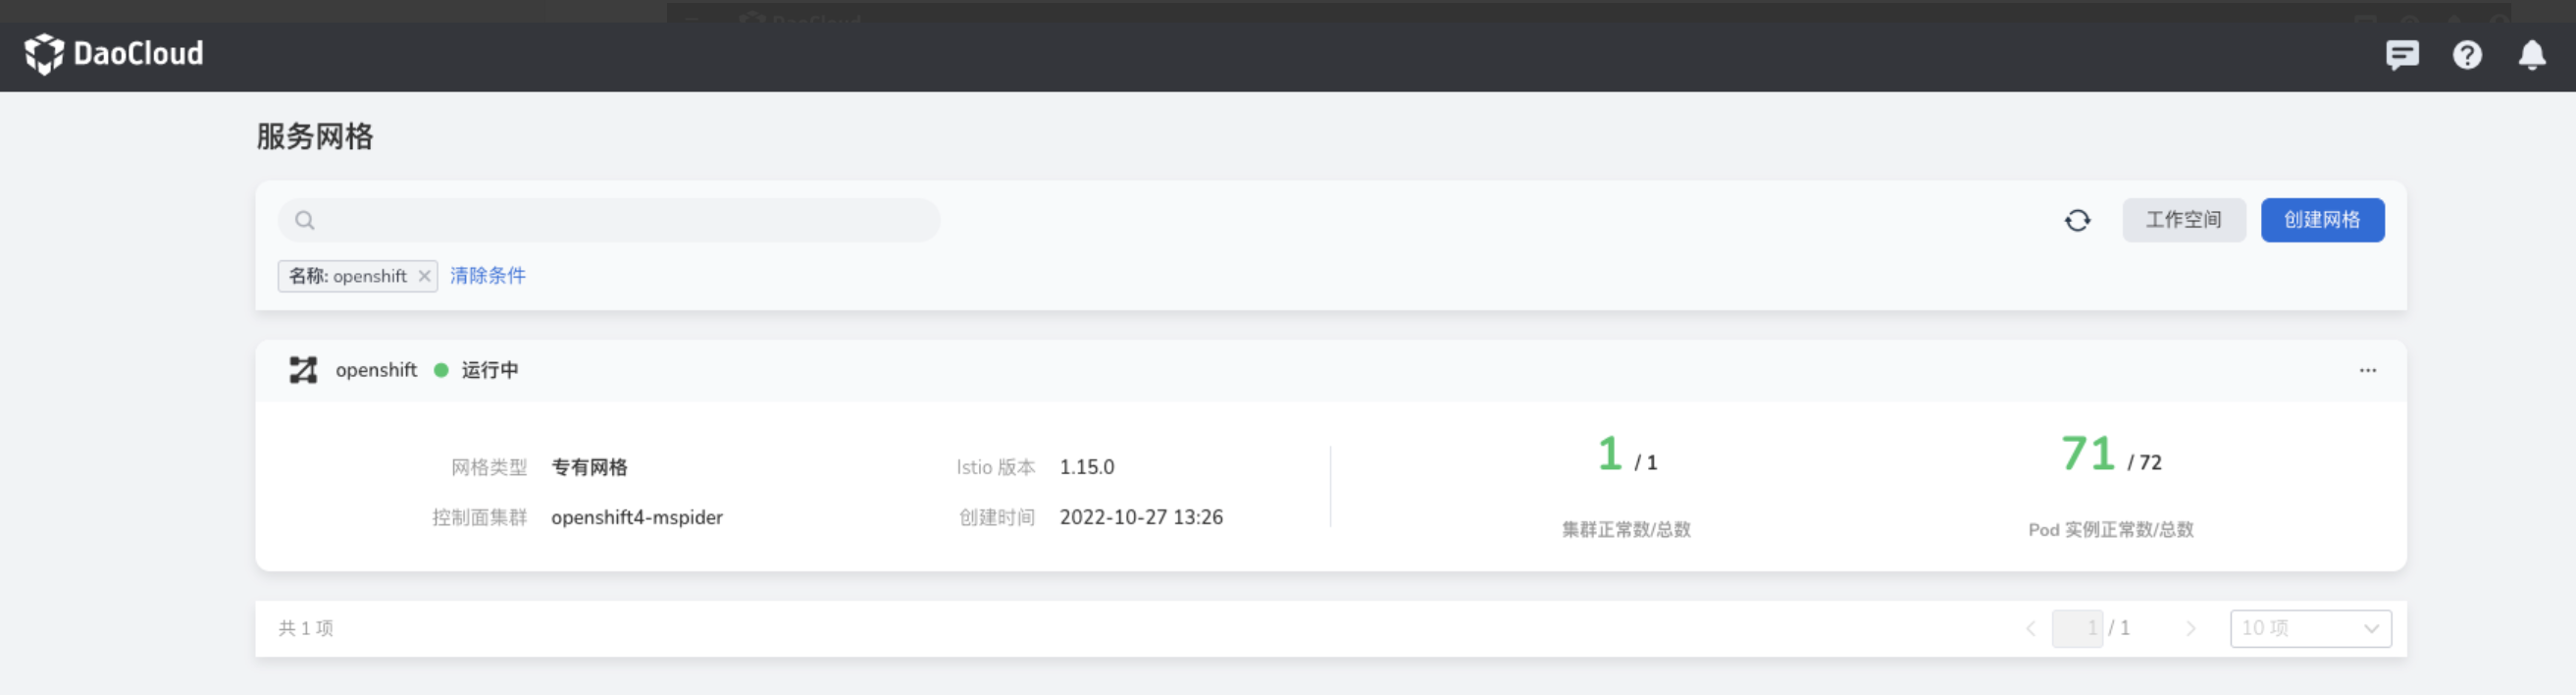 DaoCloud
DaoCloud
服务网格
工作空间
创建网格
名称: openshift
清除条件
openshift 运行中
网格类型 专有网格
Istio 版本 1.15.0
1 / 1
71 / 72
控制面集群 openshift4-mspider
创建时间 2022-10-27 13:26
集群正常数/总数
Pod 实例正常数/总数
共 1 项
1 / 1
10 项